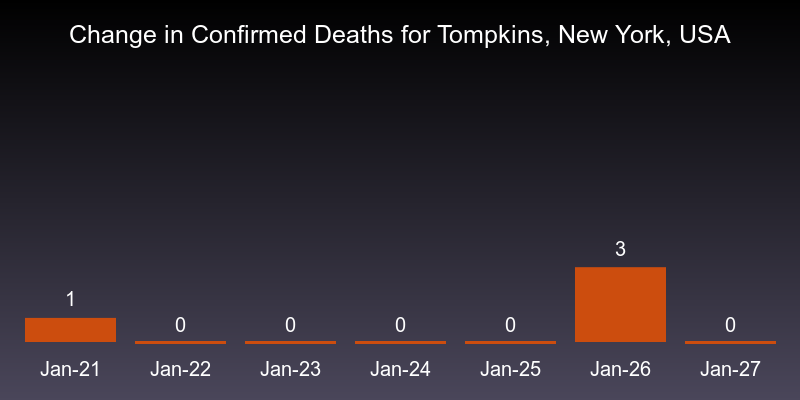 Change in Confirmed Deaths for Tompkins, New York, USA
3
1
0 0 0 0 0
Jan-21 Jan-22 Jan-23 Jan-24 Jan-25 Jan-26 Jan-27